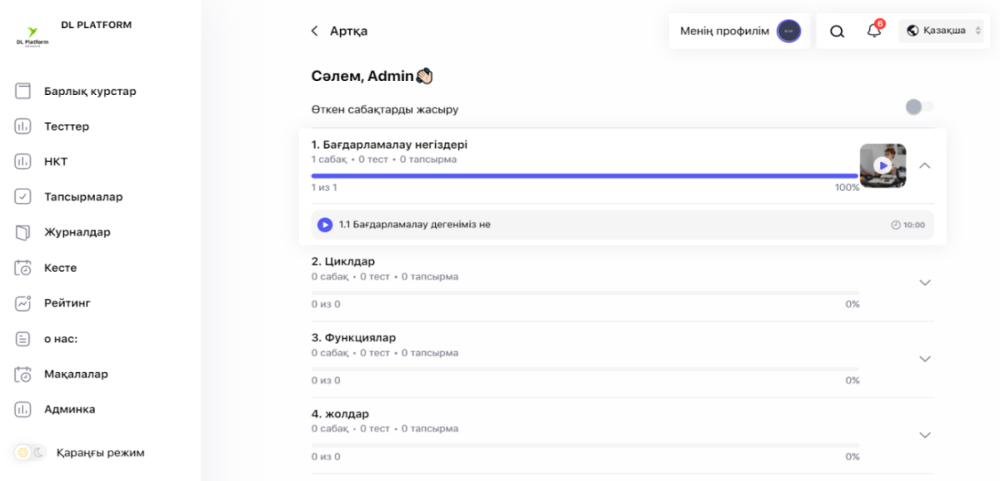 DL PLATFORM
DL Platform
Барлық курстар
Тесттер
НКТ
Тапсырмалар
Журналдар
Кесте
Рейтинг
о нас:
Мақалалар
Админка
Қараңғы режим
Артқа
Менің профилім
6
Қазақша
Сәлем, Admin
Өткен сабақтарды жасыру
1. Бағдарламалау негіздері
1 сабақ • 0 тест • 0 тапсырма
1 из 1 100%
1.1 Бағдарламалау дегеніміз не 10:00
2. Циклдар
0 сабақ • 0 тест • 0 тапсырма
0 из 0 0%
3. Функциялар
0 сабақ • 0 тест • 0 тапсырма
0 из 0 0%
4. жолдар
0 сабақ • 0 тест • 0 тапсырма
0 из 0 0%